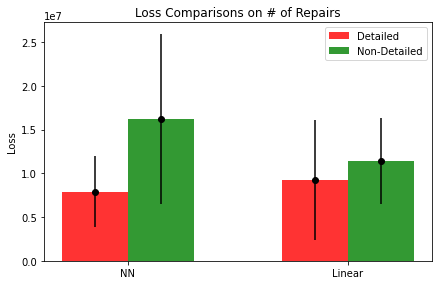 Loss Comparisons on # of Repairs
1e7
Detailed
Non-Detailed
2.5
2.0
1.5
1.0
0.5
0.0
Loss
NN
Linear